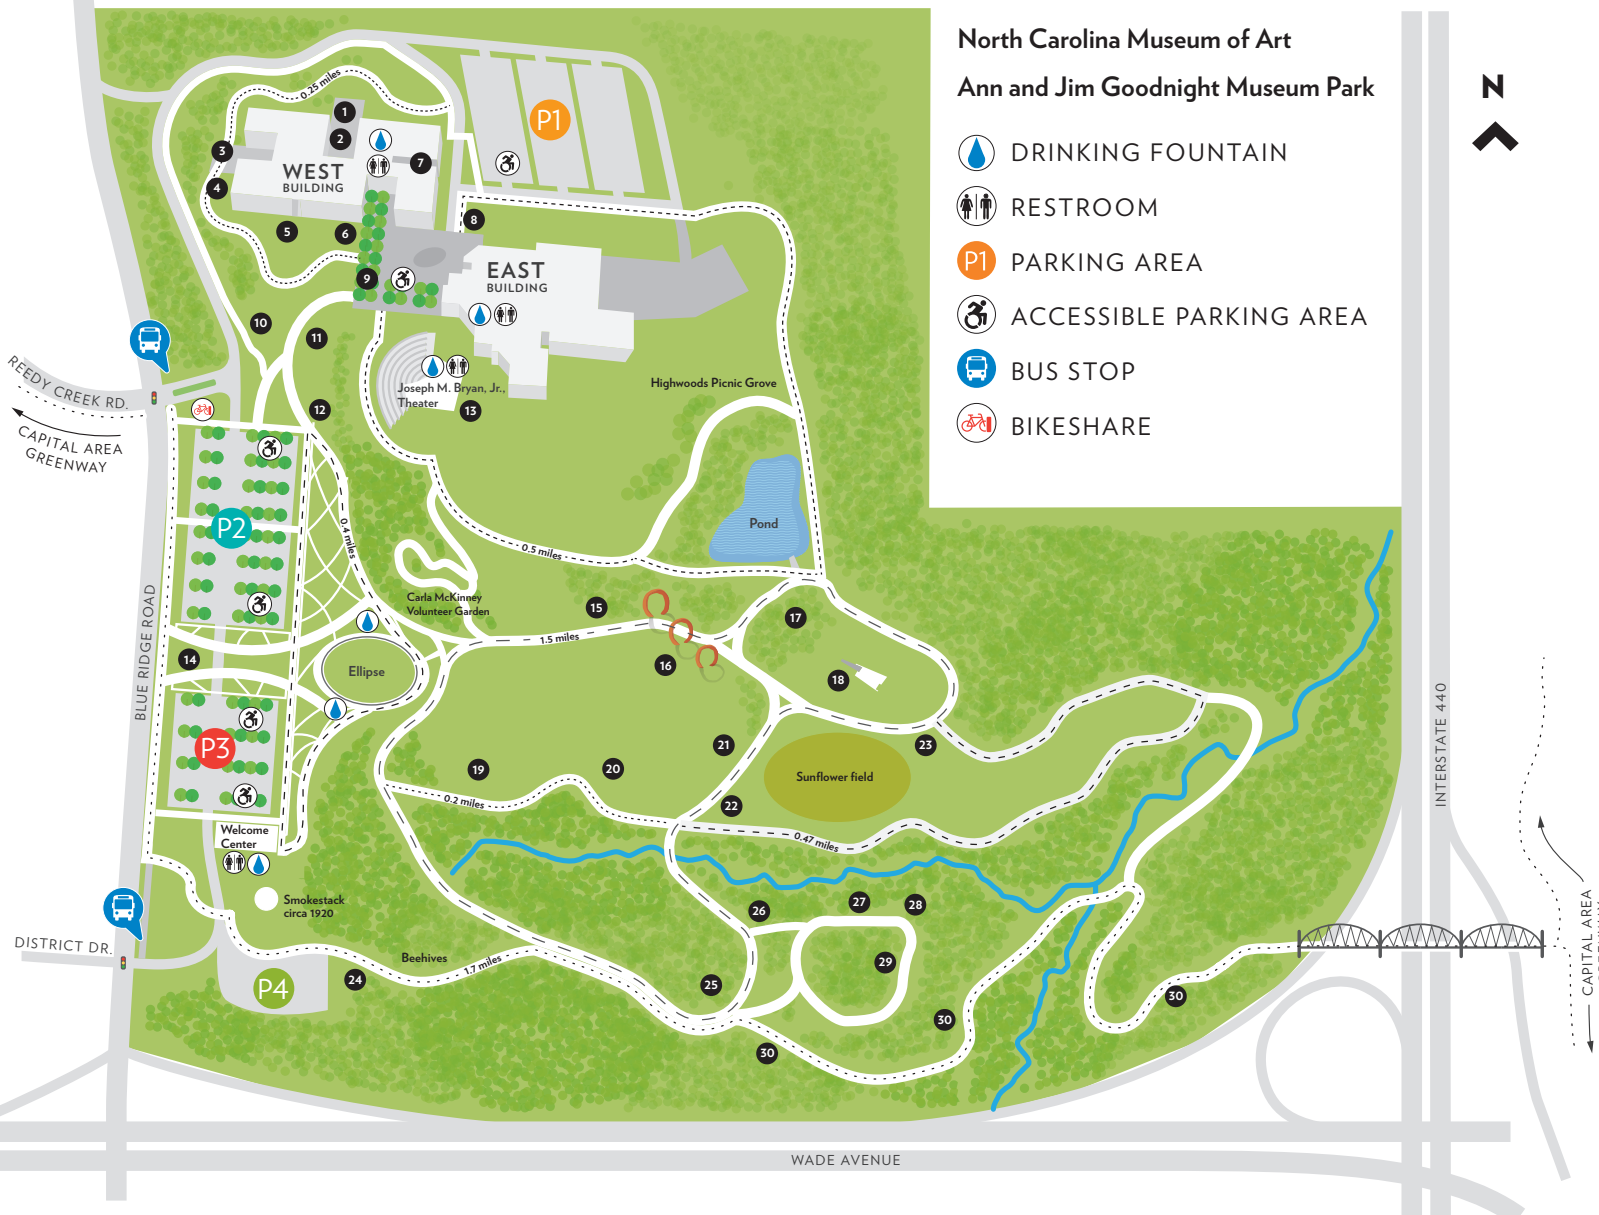 North Carolina Museum of Art
Ann and Jim Goodnight Museum Park
N
DRINKING FOUNTAIN
RESTROOM
P1 PARKING AREA
ACCESSIBLE PARKING AREA
BUS STOP
BIKESHARE
0.25 miles
P1
1
2
3
4
7
WEST
BUILDING
5
6
8
9
EAST
BUILDING
10
11
REEDY CREEK RD.
CAPITAL AREA
GREENWAY
12
Joseph M. Bryan, Jr.,
Theater
13
Highwoods Picnic Grove
P2
0.4 miles
Pond
0.5 miles
Carla McKinney
Volunteer Garden
15
1.5 miles
16
17
18
BLUE RIDGE ROAD
14
Ellipse
P3
19
20
21
22
23
Sunflower field
0.2 miles
0.47 miles
INTERSTATE 440
Welcome
Center
Smokestack
circa 1920
DISTRICT DR.
P4
24
Beehives
1.7 miles
25
26
27
28
29
30
30
30
CAPITAL AREA
WADE AVENUE